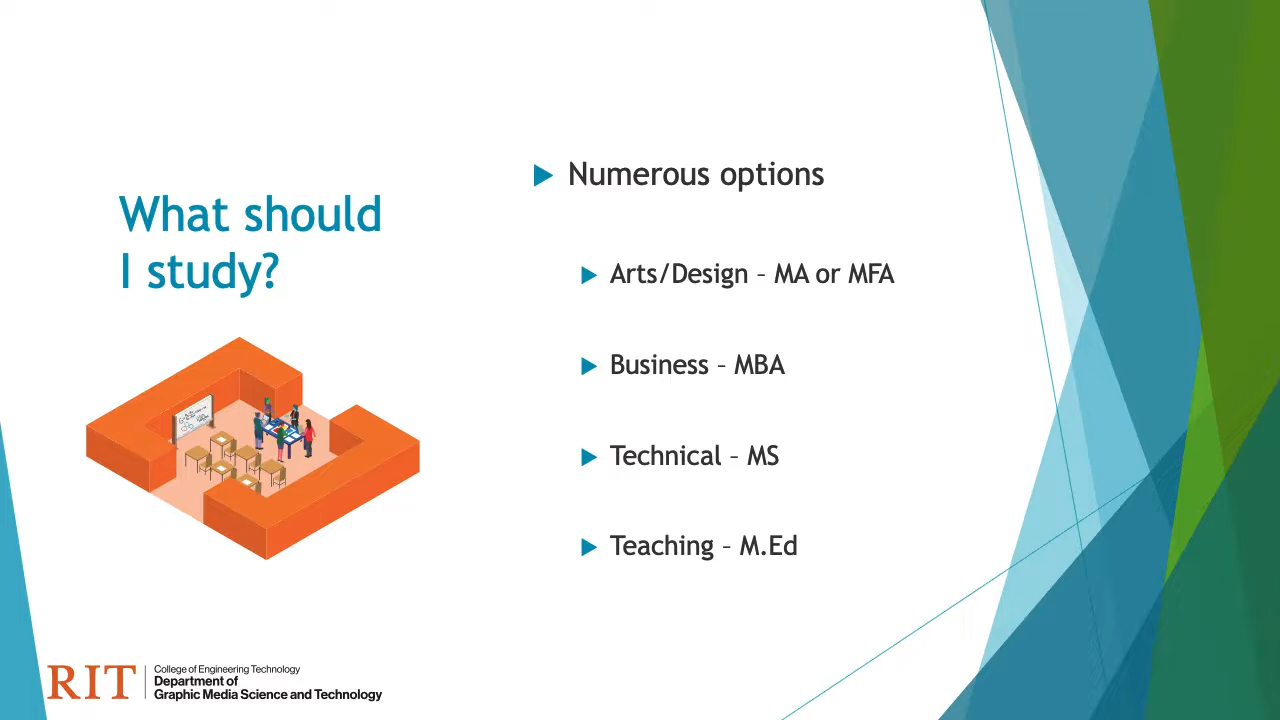 What should
I study?
Numerous options
Arts/Design – MA or MFA
Business – MBA
Technical – MS
Teaching – M.Ed
RIT
College of Engineering Technology
Department of
Graphic Media Science and Technology